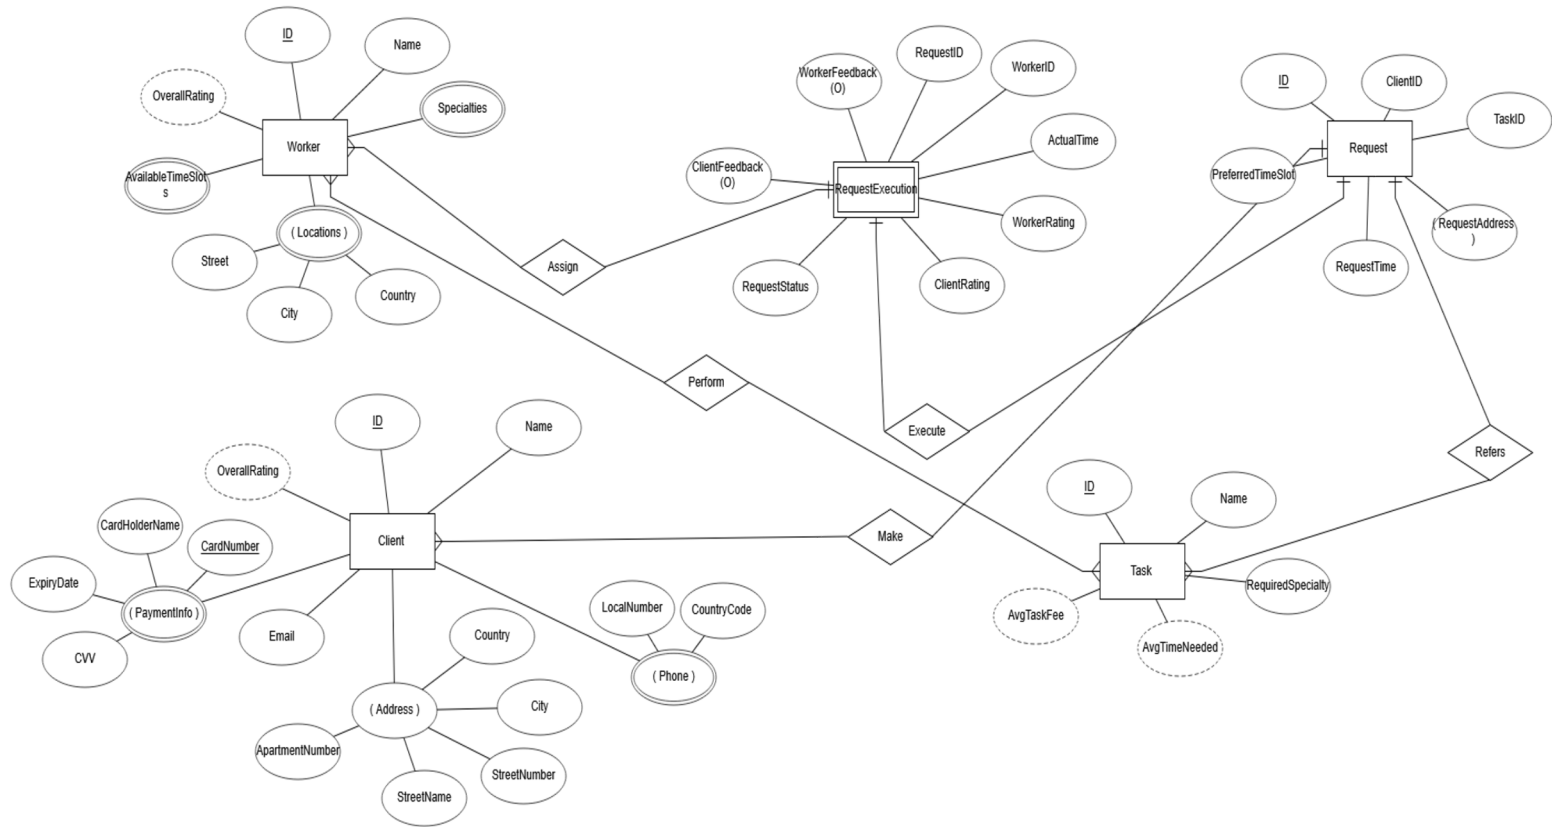 ID
Name
OverallRating
Specialties
Worker
AvailableTimeSlot
s
( Locations )
Street
City
Country
Assign
RequestID
WorkerFeedback
(O)
WorkerID
ActualTime
ClientFeedback
(O)
RequestExecution
WorkerRating
RequestStatus
ClientRating
ID
ClientID
TaskID
Request
PreferredTimeSlot
( RequestAddress
)
RequestTime
Perform
Execute
Refers
Make
ID
Name
OverallRating
CardHolderName
CardNumber
Client
ExpiryDate
( PaymentInfo )
CVV
Email
LocalNumber
CountryCode
( Phone )
Country
( Address )
City
ApartmentNumber
StreetNumber
StreetName
ID
Name
Task
RequiredSpecialty
AvgTaskFee
AvgTimeNeeded